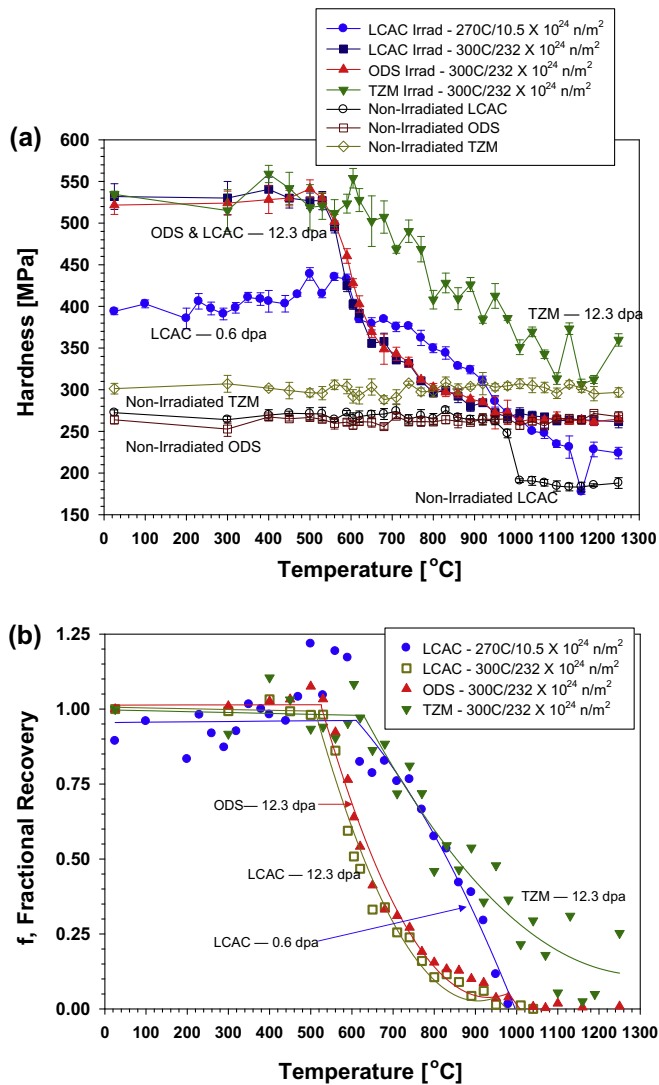 LCAC Irrad - 270C/10.5 X 10²⁴ n/m²
LCAC Irrad - 300C/232 X 10²⁴ n/m²
ODS Irrad - 300C/232 X 10²⁴ n/m²
TZM Irrad - 300C/232 X 10²⁴ n/m²
Non-Irradiated LCAC
Non-Irradiated ODS
Non-Irradiated TZM
(a)
600
550
500
450
400
350
300
250
200
150
Hardness [MPa]
ODS & LCAC — 12.3 dpa
LCAC — 0.6 dpa
TZM — 12.3 dpa
Non-Irradiated TZM
Non-Irradiated ODS
Non-Irradiated LCAC
0 100 200 300 400 500 600 700 800 900 1000 1100 1200 1300
Temperature [°C]
(b)
1.25
1.00
0.75
0.50
0.25
0.00
f, Fractional Recovery
LCAC - 270C/10.5 X 10²⁴ n/m²
LCAC - 300C/232 X 10²⁴ n/m²
ODS - 300C/232 X 10²⁴ n/m²
TZM - 300C/232 X 10²⁴ n/m²
ODS— 12.3 dpa
LCAC — 12.3 dpa
LCAC — 0.6 dpa
TZM — 12.3 dpa
0 100 200 300 400 500 600 700 800 900 1000 1100 1200 1300
Temperature [°C]